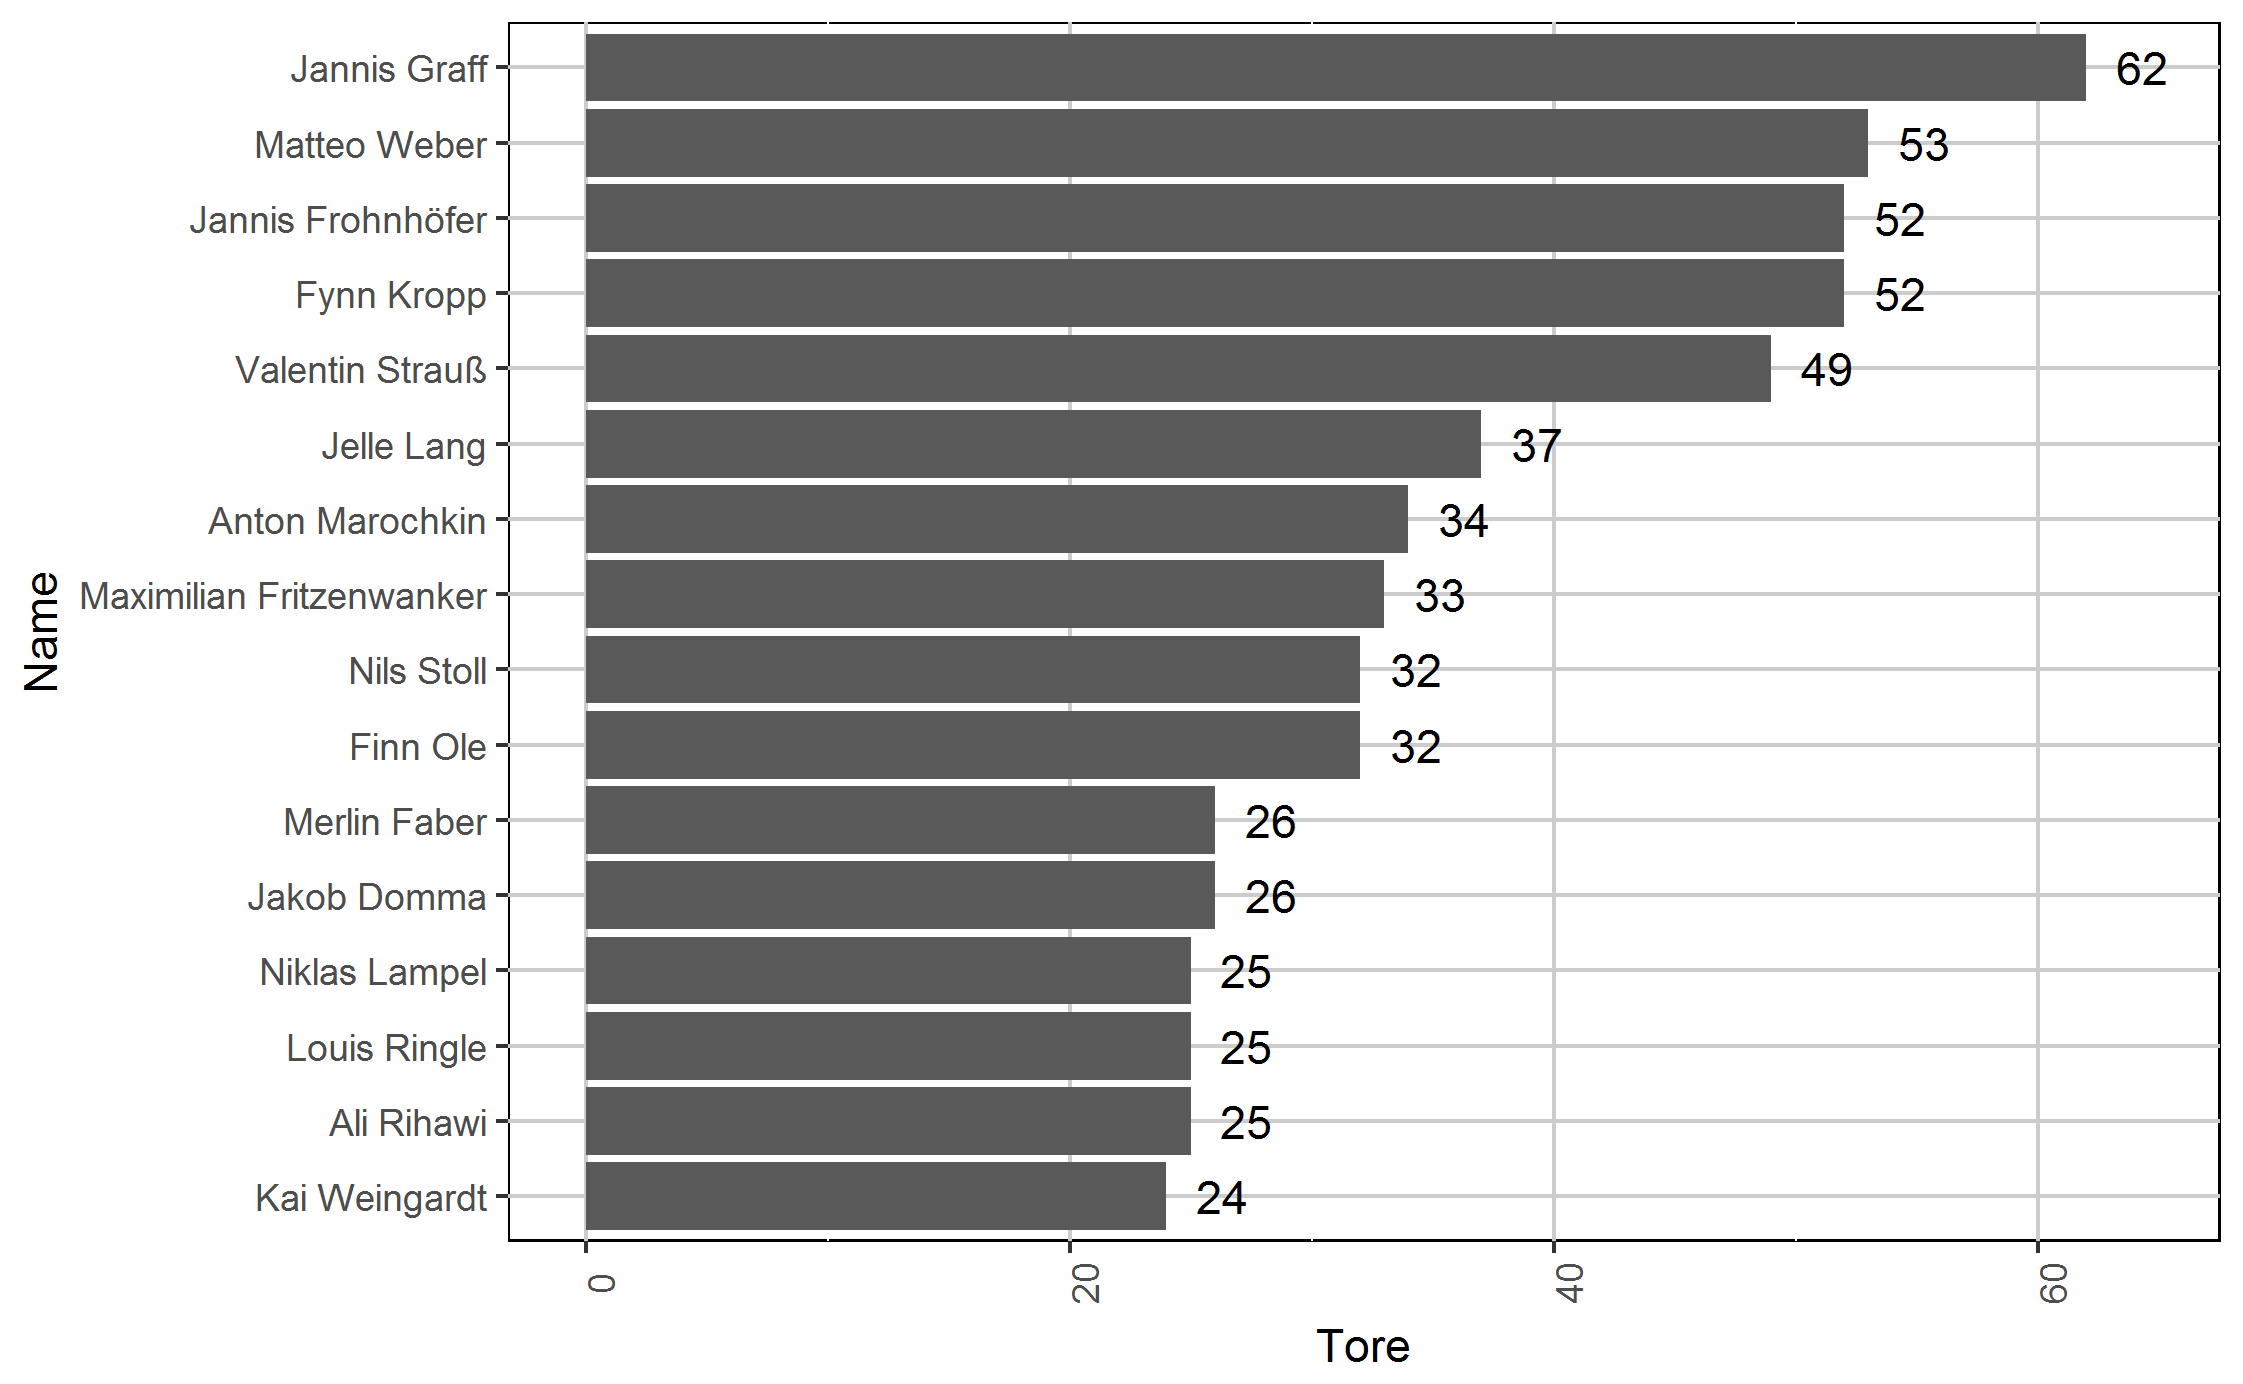 Jannis Graff 62
Matteo Weber 53
Jannis Frohnhöfer 52
Fynn Kropp 52
Valentin Strauß 49
Jelle Lang 37
Anton Marochkin 34
Maximilian Fritzenwanker 33
Nils Stoll 32
Finn Ole 32
Merlin Faber 26
Jakob Domma 26
Niklas Lampel 25
Louis Ringle 25
Ali Rihawi 25
Kai Weingardt 24
Name
0 20 40 60
Tore